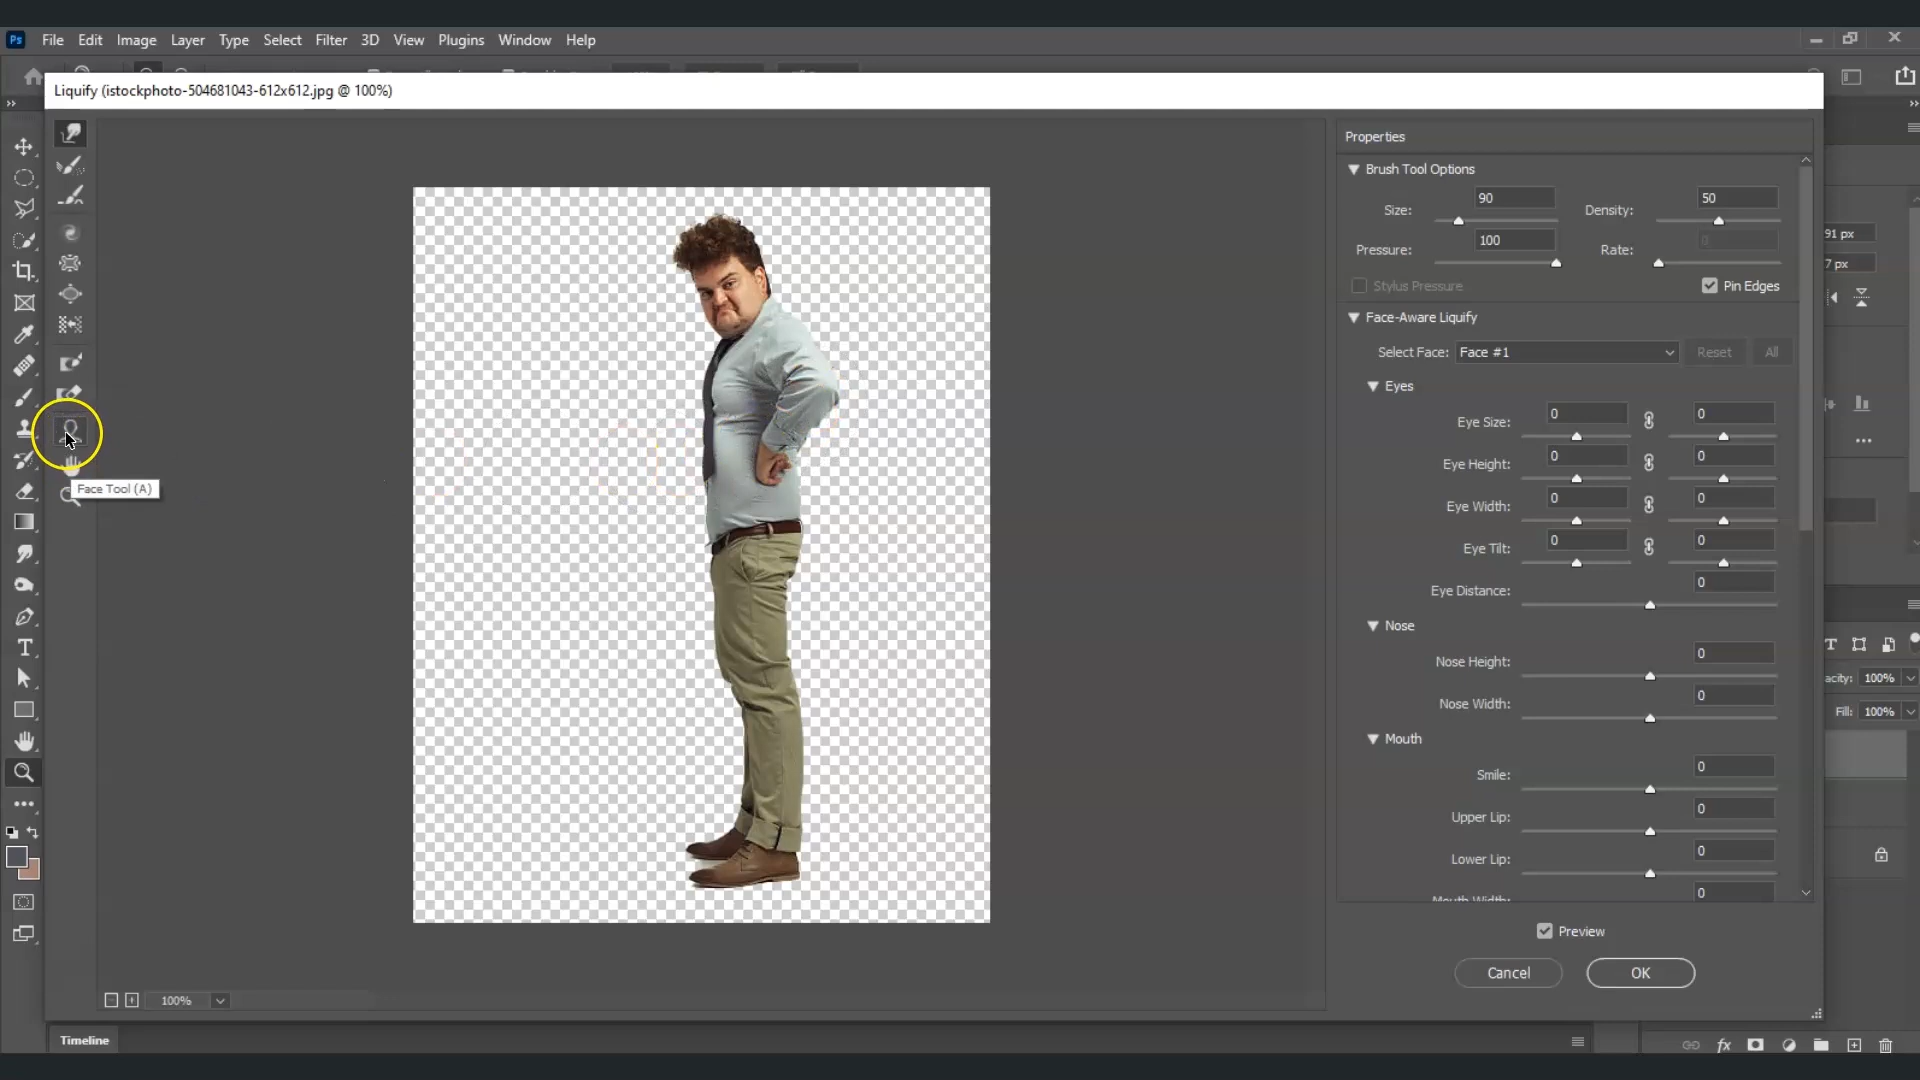 Ps File Edit Image Layer Type Select Filter 3D View Plugins Window Help
Liquify (istockphoto-504681043-612x612.jpg @ 100%)
Properties
Brush Tool Options
Size: 90 Density: 50
Pressure: 100 Rate: 0
Stylus Pressure Pin Edges
Face-Aware Liquify
Select Face: Face #1 Reset All
Eyes
Eye Size: 0 0
Eye Height: 0 0
Eye Width: 0 0
Eye Tilt: 0 0
Eye Distance: 0
Nose
Nose Height: 0
Nose Width: 0
Mouth
Smile: 0
Upper Lip: 0
Lower Lip: 0
Mouth Width: 0
Preview
Cancel OK
Face Tool (A)
100%
Timeline
91 px
7 px
acity: 100%
Fill: 100%
T
fx